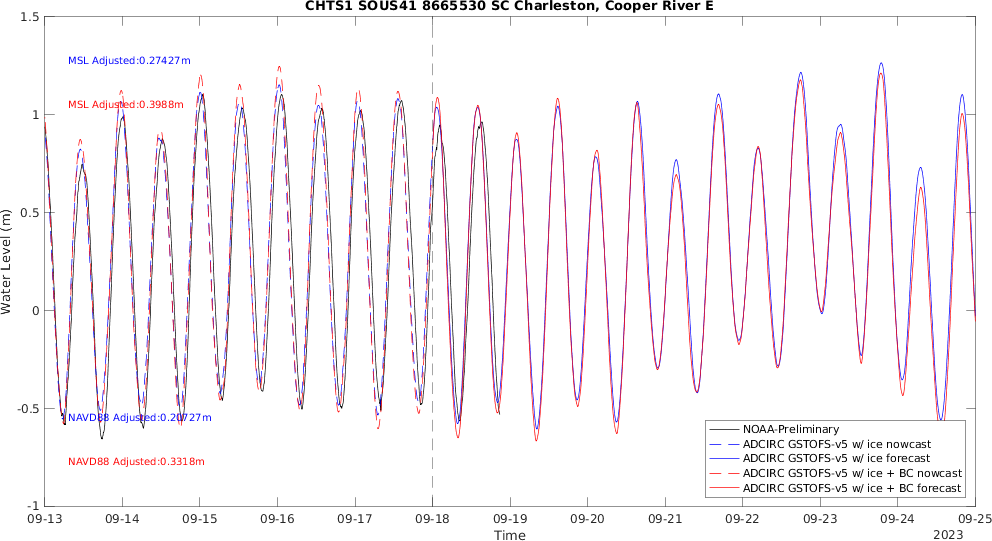 CHTS1 SOUS41 8665530 SC Charleston, Cooper River E
1.5
1
0.5
0
-0.5
-1
Water Level (m)
MSL Adjusted:0.27427m
MSL Adjusted:0.3988m
NAVD88 Adjusted:0.20727m
NAVD88 Adjusted:0.3318m
NOAA-Preliminary
ADCIRC GSTOFS-v5 w/ ice nowcast
ADCIRC GSTOFS-v5 w/ ice forecast
ADCIRC GSTOFS-v5 w/ ice + BC nowcast
ADCIRC GSTOFS-v5 w/ ice + BC forecast
09-13 09-14 09-15 09-16 09-17 09-18 09-19 09-20 09-21 09-22 09-23 09-24 09-25
Time
2023